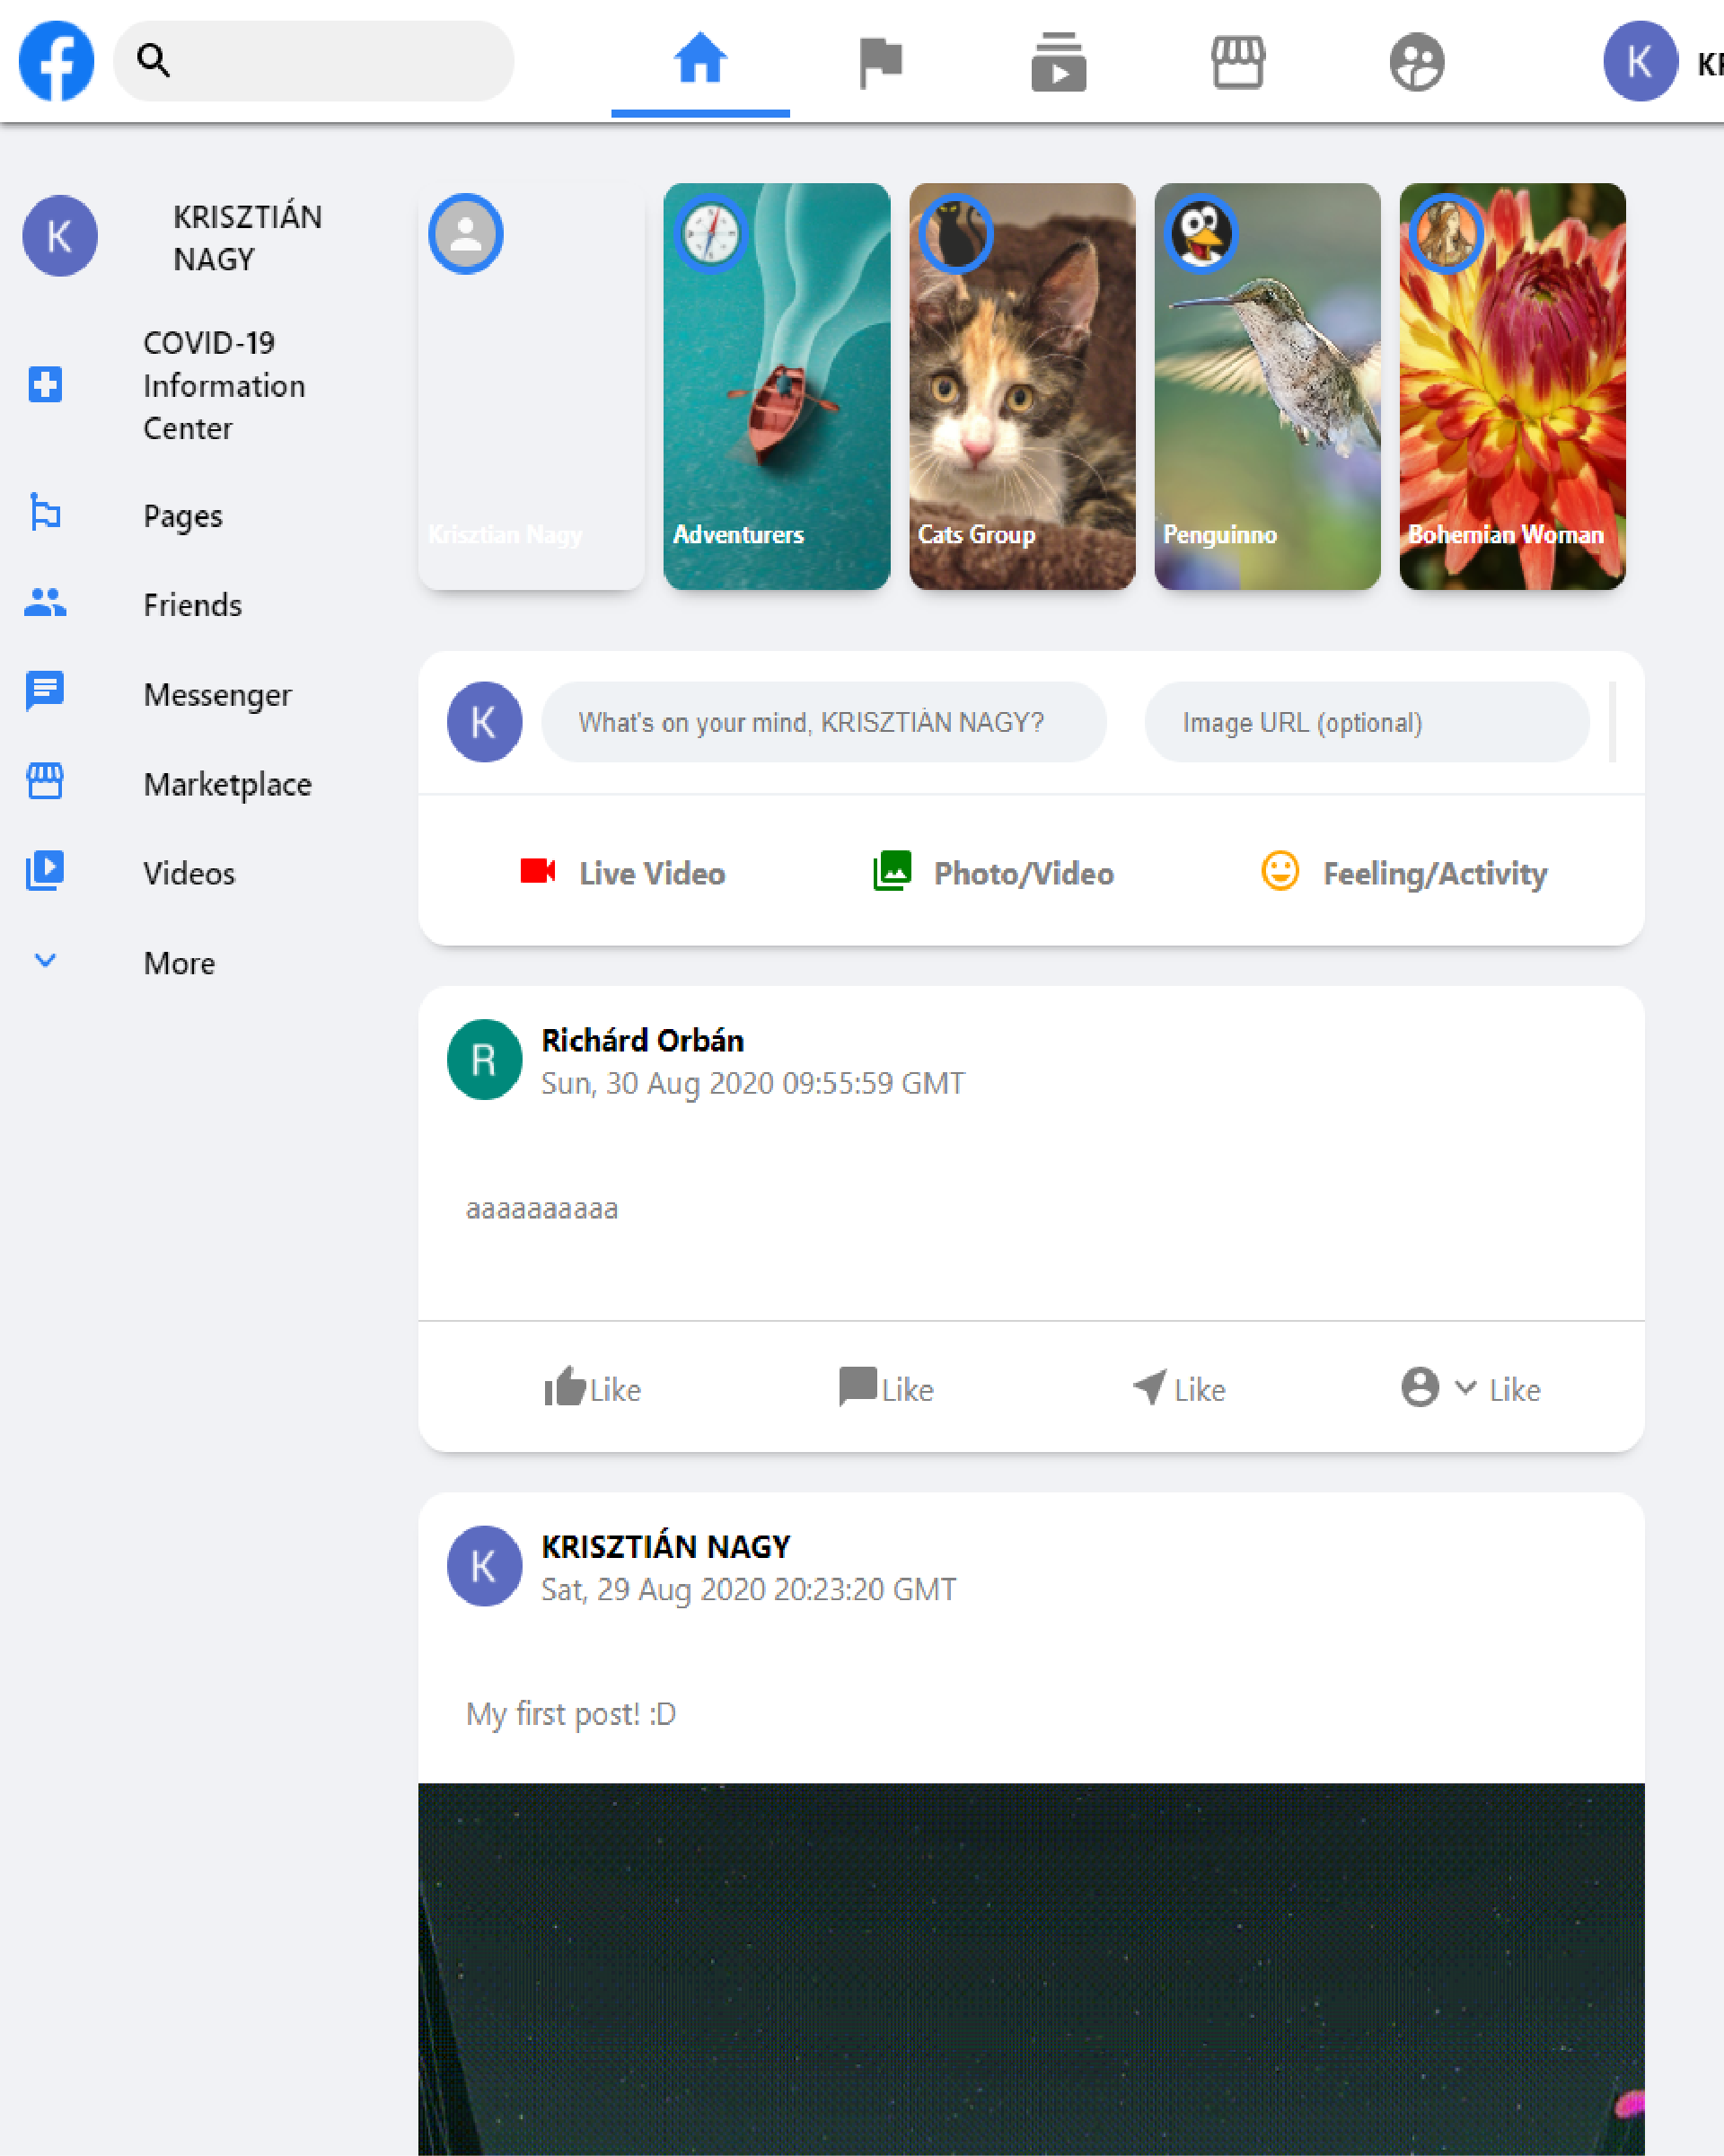 K
KR
K
KRISZTIÁN
NAGY
COVID-19
Information
Center
Pages
Friends
Messenger
Marketplace
Videos
More
Krisztian Nagy
Adventurers
Cats Group
Penguinno
Bohemian Woman
K
What's on your mind, KRISZTIÁN NAGY?
Image URL (optional)
Live Video
Photo/Video
Feeling/Activity
R
Richárd Orbán
Sun, 30 Aug 2020 09:55:59 GMT
aaaaaaaaaa
Like
Like
Like
Like
K
KRISZTIÁN NAGY
Sat, 29 Aug 2020 20:23:20 GMT
My first post! :D